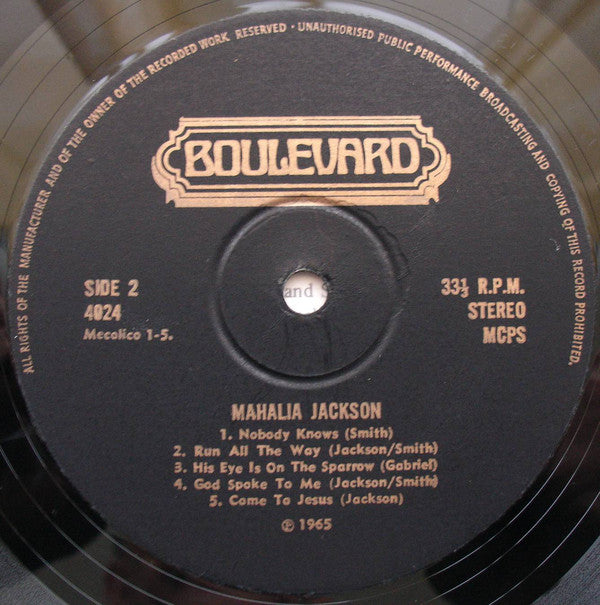 ALL RIGHTS OF THE MANUFACTURER AND OF THE OWNER OF THE RECORDED WORK RESERVED · UNAUTHORISED PUBLIC PERFORMANCE BROADCASTING AND COPYING OF THIS RECORD PROHIBITED.
BOULEVARD
SIDE 2
4024
Mecolico 1-5.
and S
33⅓ R.P.M.
STEREO
MCPS
MAHALIA JACKSON
1. Nobody Knows (Smith)
2. Run All The Way (Jackson/Smith)
3. His Eye Is On The Sparrow (Gabriel)
4. God Spoke To Me (Jackson/Smith)
5. Come To Jesus (Jackson)
℗ 1965